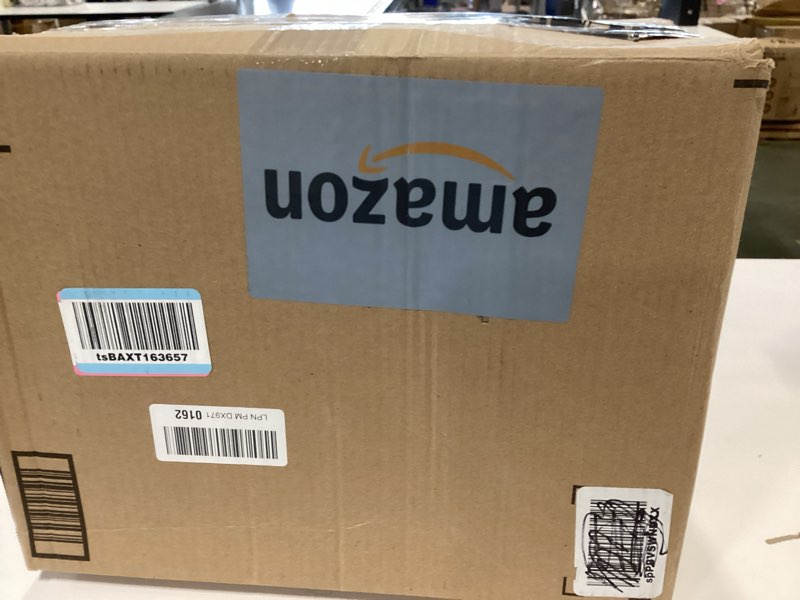 amazon
tsBAXT163657
LPN PM DX971 0162